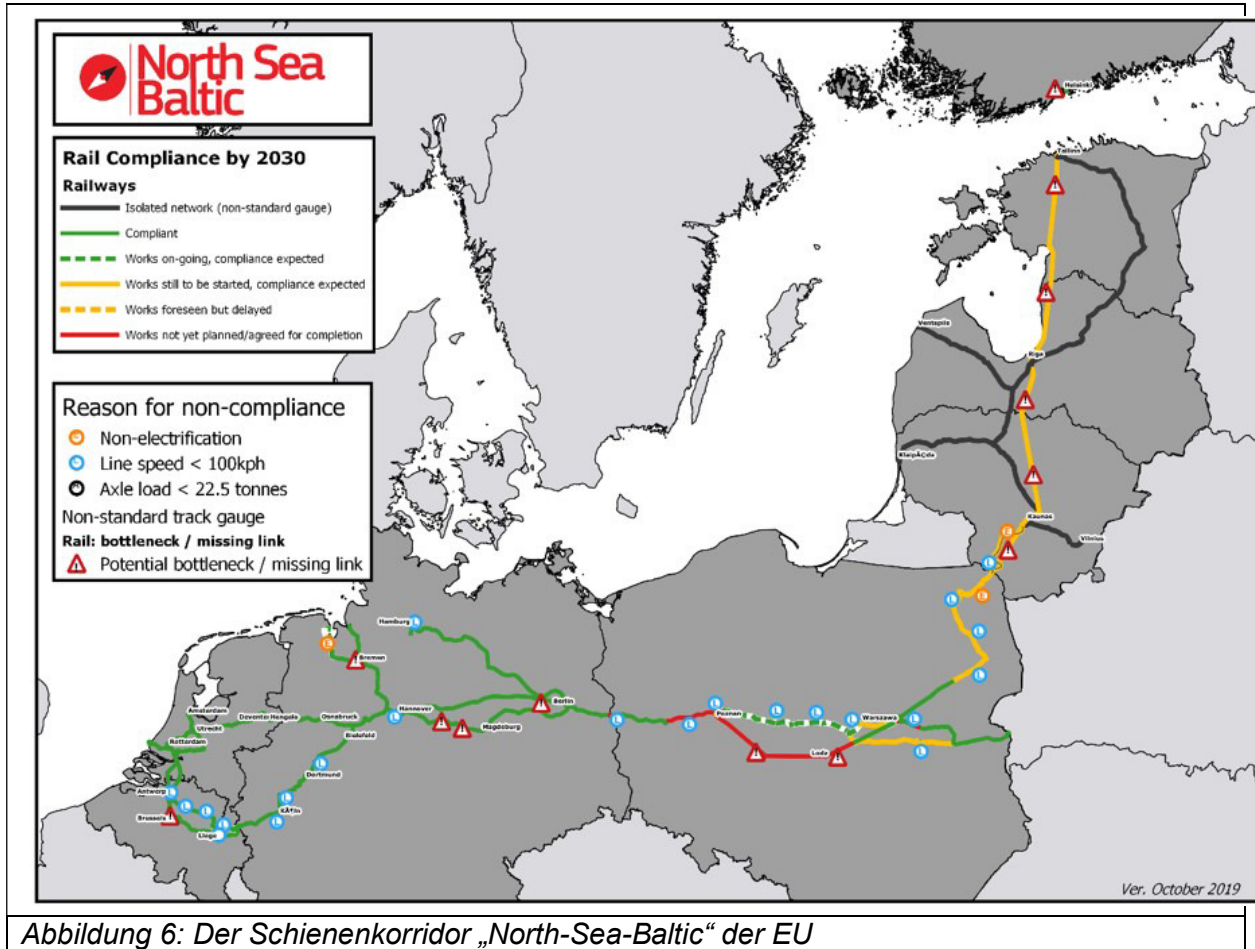 North Sea
Baltic
Rail Compliance by 2030
Railways
Isolated network (non-standard gauge)
Compliant
Works on-going, compliance expected
Works still to be started, compliance expected
Works foreseen but delayed
Works not yet planned/agreed for completion
Reason for non-compliance
E Non-electrification
L Line speed < 100kph
Axle load < 22.5 tonnes
Non-standard track gauge
Rail: bottleneck / missing link
! Potential bottleneck / missing link
Helsinki
Tallinn
Ventspils
Riga
KlaipÃ¢da
Kaunas
Vilnius
Hamburg
Bremen
Hannover
Berlin
Magdeburg
Amsterdam
Deventer Hengelo
Osnabruck
Utrecht
Bielefeld
Rotterdam
Dortmund
Antwerp
Brussels
Liege
Poznan
Warszawa
Lodz
Ver. October 2019
Abbildung 6: Der Schienenkorridor „North-Sea-Baltic“ der EU